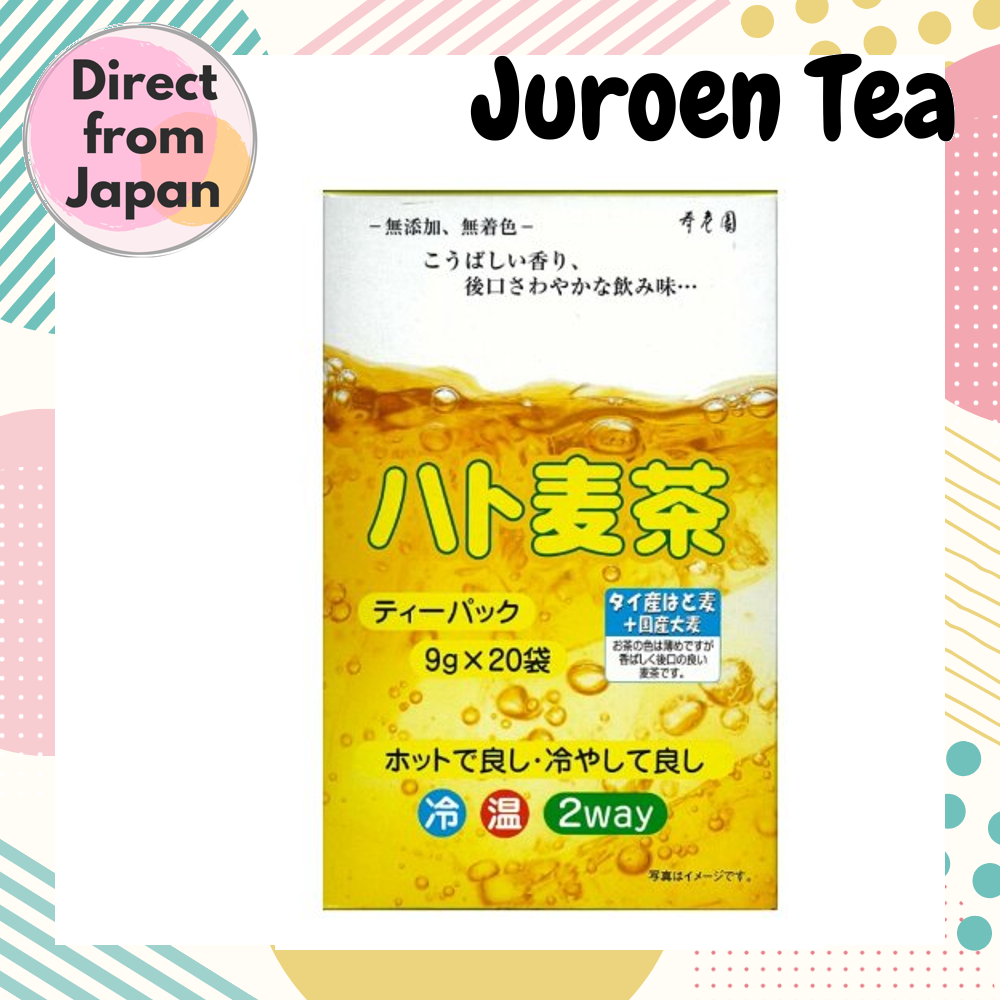 Direct
from
Japan
Juroen Tea
－無添加、無着色－
寿老園
こうばしい香り、
後口さわやかな飲み味…
ハト麦茶
ティーパック
9g×20袋
タイ産はと麦
＋国産大麦
お茶の色は薄めですが
香ばしく後口の良い
麦茶です。
ホットで良し・冷やして良し
冷 温 2way
写真はイメージです。